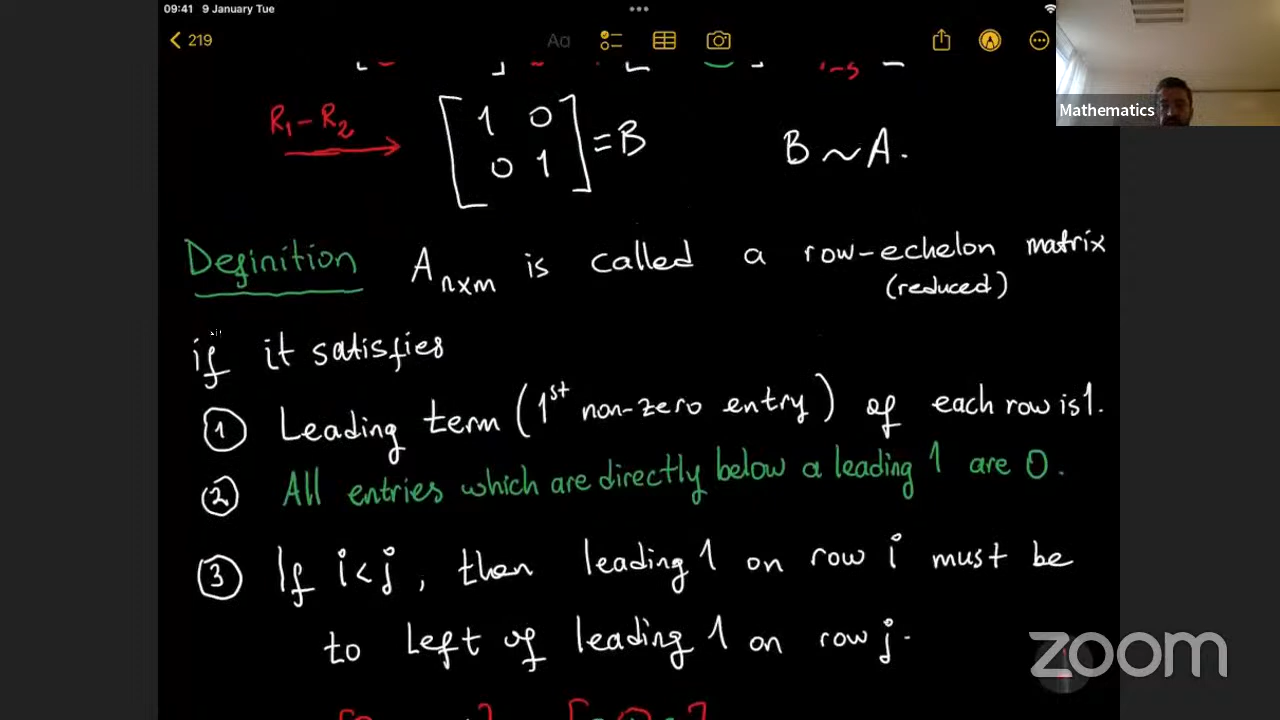 09:41 9 January Tue
219
Aa
Mathematics
R₁-R₂ [1 0 0 1] = B B ~ A.
Definition Aₙₓₘ is called a row-echelon matrix
(reduced)
if it satisfies
① Leading term (1st non-zero entry) of each row is 1.
② All entries which are directly below a leading 1 are 0.
③ If i<j, then leading 1 on row i must be
to left of leading 1 on row j.
zoom